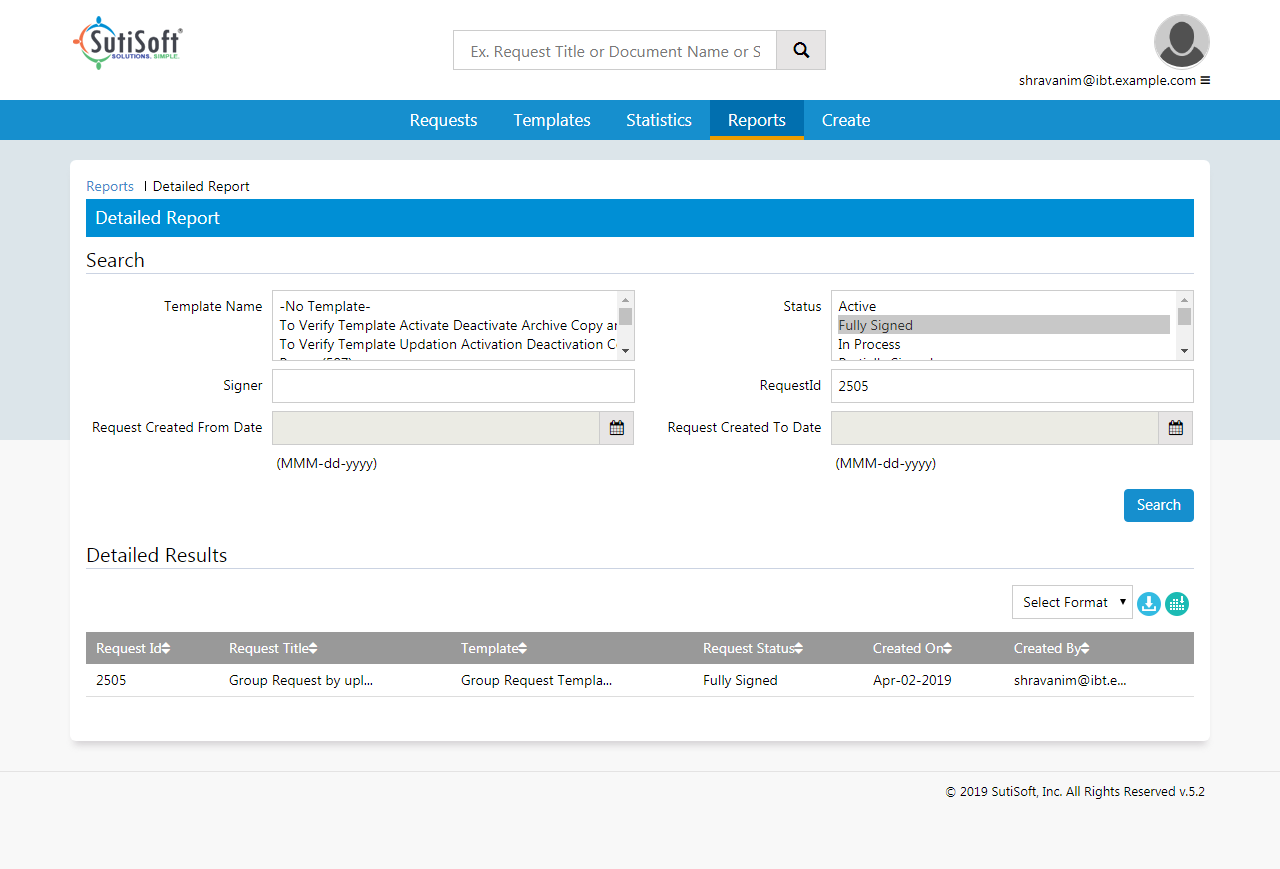 SutiSoft®
SOLUTIONS. SIMPLE.
Ex. Request Title or Document Name or S
shravanim@ibt.example.com
Requests Templates Statistics Reports Create
Reports | Detailed Report
Detailed Report
Search
Template Name
-No Template-
To Verify Template Activate Deactivate Archive Copy
To Verify Template Updation Activation Deactivation
Status
Active
Fully Signed
In Process
Signer
RequestId 2505
Request Created From Date
(MMM-dd-yyyy)
Request Created To Date
(MMM-dd-yyyy)
Search
Detailed Results
Select Format
Request Id Request Title Template Request Status Created On Created By
2505 Group Request by upl... Group Request Templa... Fully Signed Apr-02-2019 shravanim@ibt.e...
© 2019 SutiSoft, Inc. All Rights Reserved v.5.2